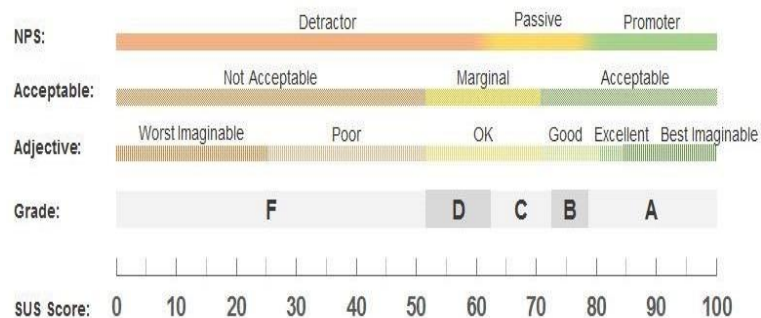 NPS: Detractor Passive Promoter
Acceptable: Not Acceptable Marginal Acceptable
Adjective: Worst Imaginable Poor OK Good Excellent Best Imaginable
Grade: F D C B A
SUS Score: 0 10 20 30 40 50 60 70 80 90 100